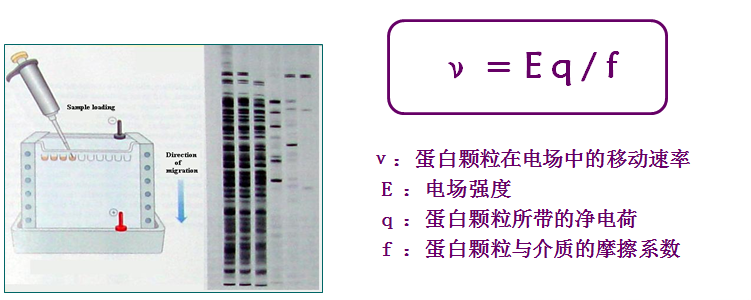 Sample loading
Direction
of
migration
ν = E q / f
ν：蛋白颗粒在电场中的移动速率
E：电场强度
q：蛋白颗粒所带的净电荷
f：蛋白颗粒与介质的摩擦系数